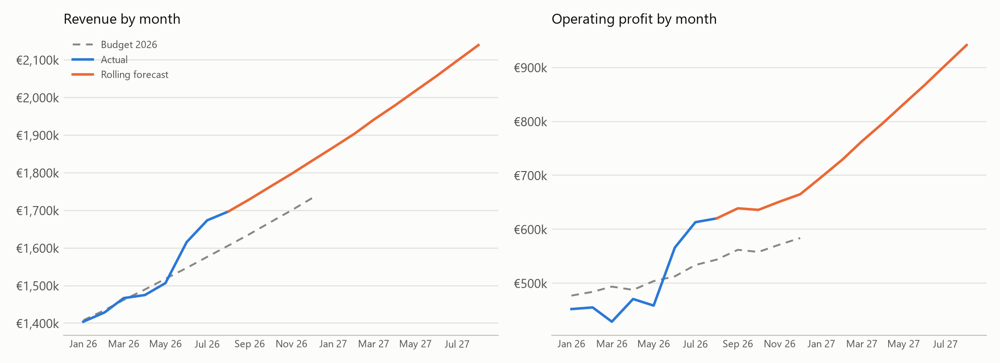 Revenue by month
Budget 2026
Actual
Rolling forecast
€2,100k
€2,000k
€1,900k
€1,800k
€1,700k
€1,600k
€1,500k
€1,400k
Jan 26 Mar 26 May 26 Jul 26 Sep 26 Nov 26 Jan 27 Mar 27 May 27 Jul 27
Operating profit by month
€900k
€800k
€700k
€600k
€500k
Jan 26 Mar 26 May 26 Jul 26 Sep 26 Nov 26 Jan 27 Mar 27 May 27 Jul 27